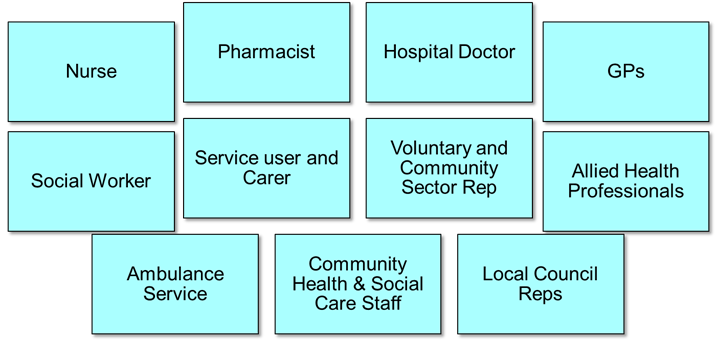 Nurse
Pharmacist
Hospital Doctor
GPs
Social Worker
Service user and
Carer
Voluntary and
Community
Sector Rep
Allied Health
Professionals
Ambulance
Service
Community
Health & Social
Care Staff
Local Council
Reps